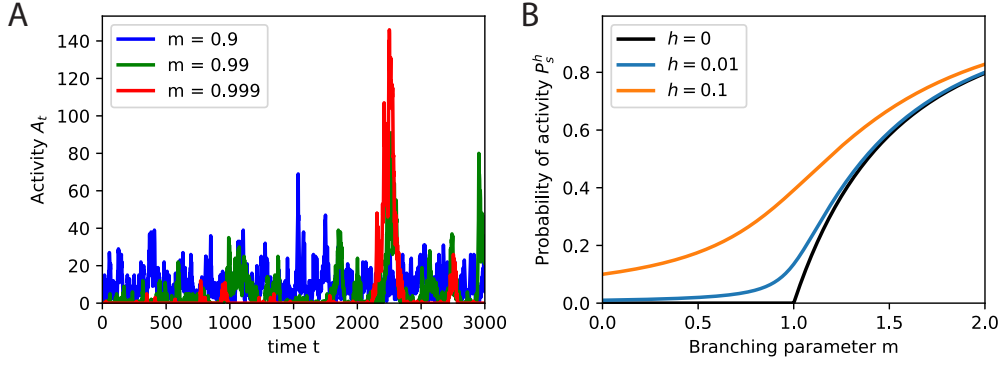 A
m = 0.9
m = 0.99
m = 0.999
Activity A_t
140
120
100
80
60
40
20
0
0 500 1000 1500 2000 2500 3000
time t
B
h = 0
h = 0.01
h = 0.1
Probability of activity P_s^h
0.8
0.6
0.4
0.2
0.0
0.0 0.5 1.0 1.5 2.0
Branching parameter m